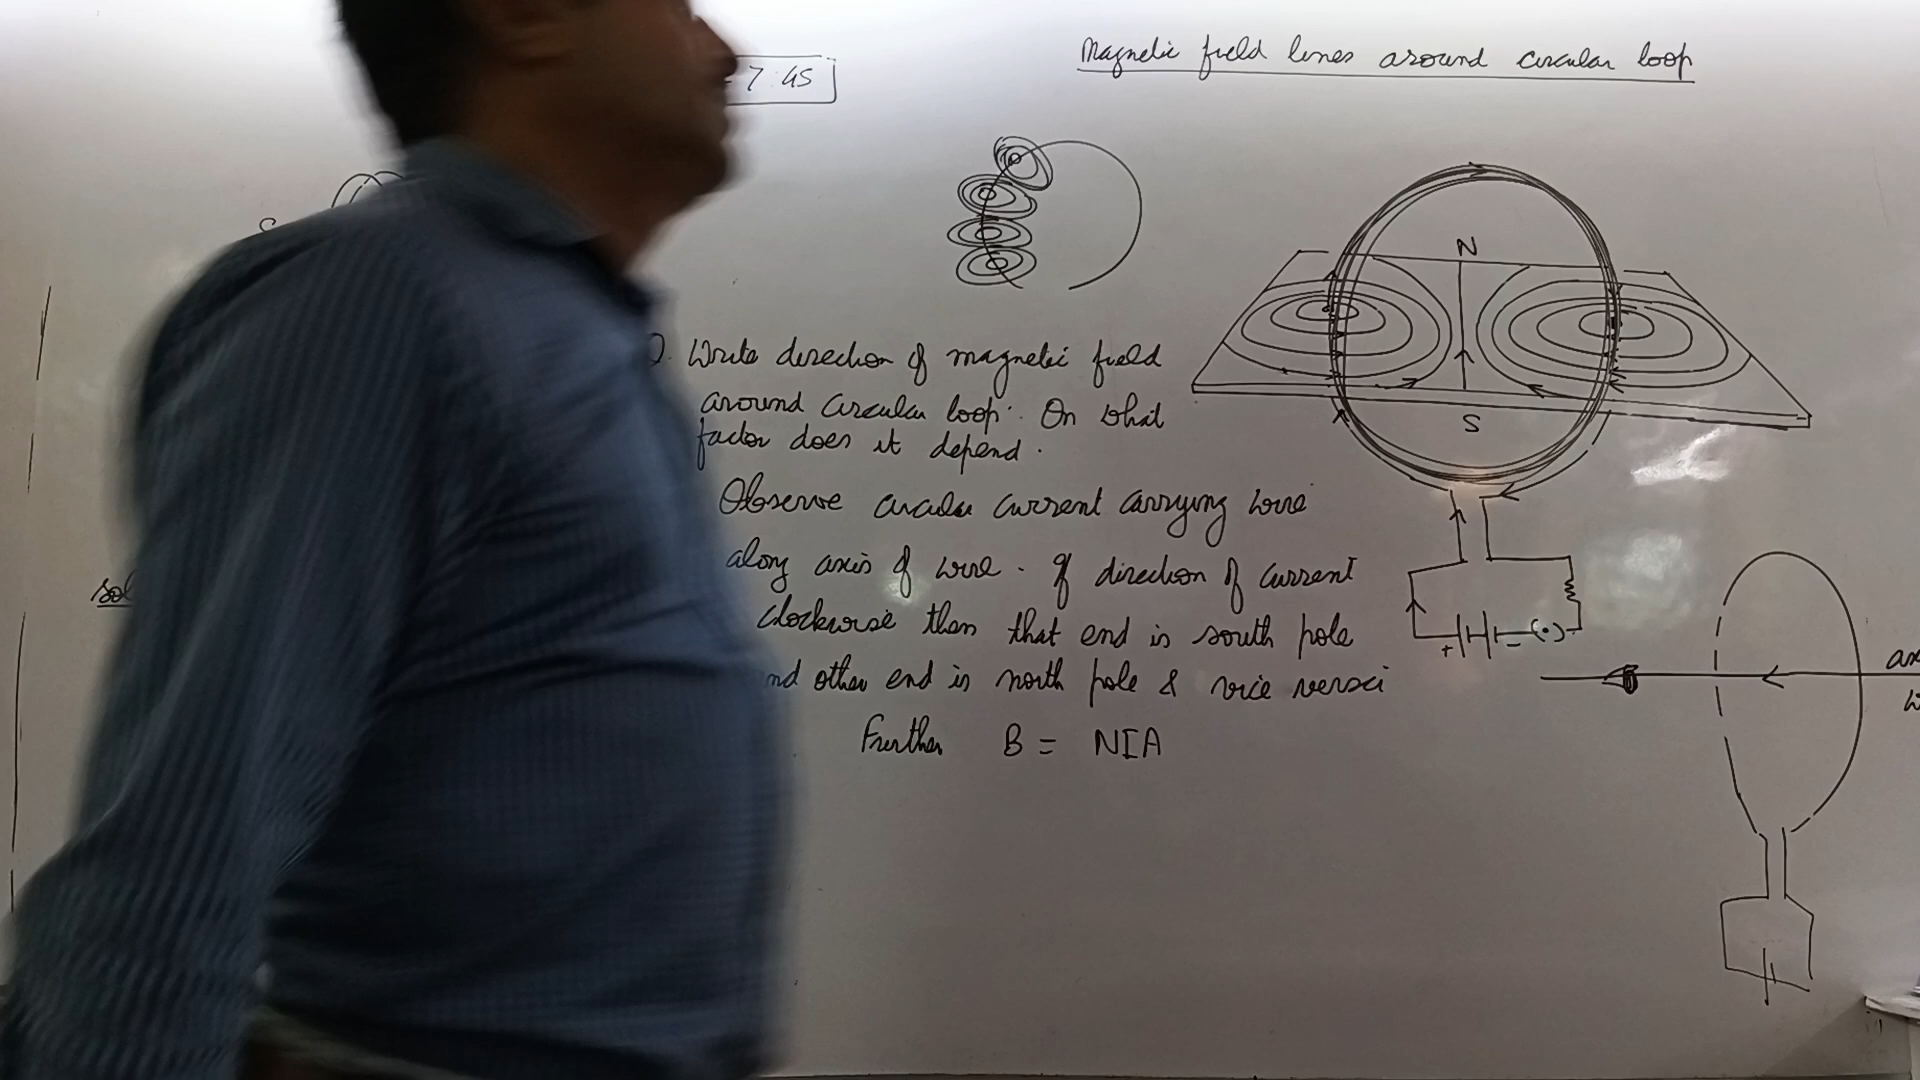 7:45
Magnetic field lines around circular loop
S
N
S
Write direction of magnetic field
around circular loop. On what
factor does it depend.
Observe circular current carrying wire
along axis of wire. If direction of current
clockwise then that end is south pole
nd other end is north pole & vice versa
Further B = NIA
+ -
sol
ax